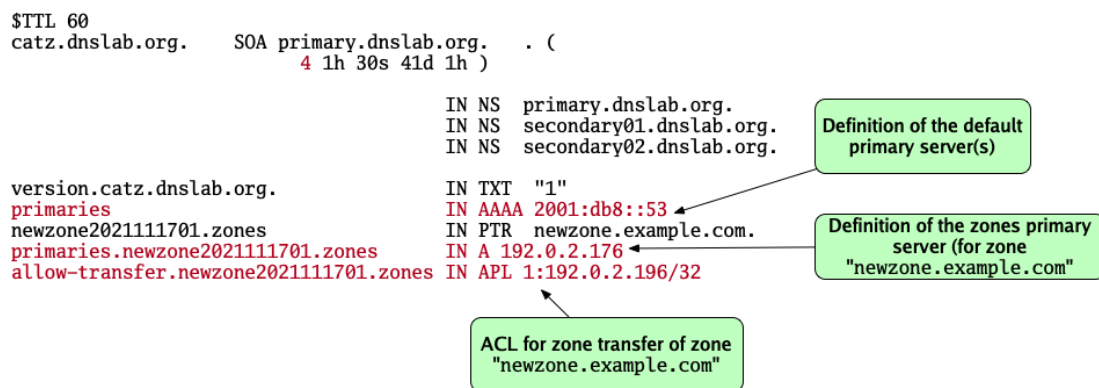 $TTL 60
catz.dnslab.org. SOA primary.dnslab.org. . (
4 1h 30s 41d 1h )
IN NS primary.dnslab.org.
IN NS secondary01.dnslab.org.
IN NS secondary02.dnslab.org.
Definition of the default
primary server(s)
version.catz.dnslab.org. IN TXT "1"
primaries IN AAAA 2001:db8::53
newzone2021111701.zones IN PTR newzone.example.com.
primaries.newzone2021111701.zones IN A 192.0.2.176
allow-transfer.newzone2021111701.zones IN APL 1:192.0.2.196/32
Definition of the zones primary
server (for zone
"newzone.example.com"
ACL for zone transfer of zone
"newzone.example.com"